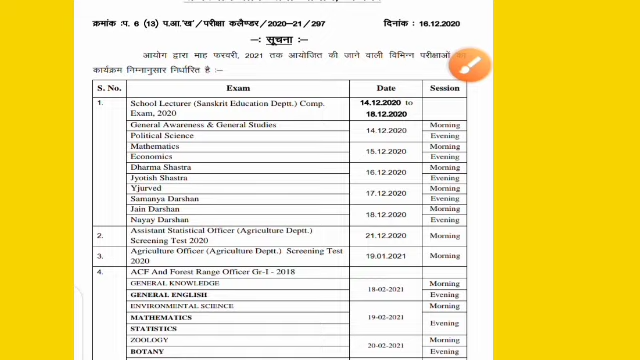 क्रमांकः प. 6 (13) प.आ.'ख'/परीक्षा कलैण्डर/2020-21/297 दिनांक : 16.12.2020
-: सूचना :-
आयोग द्वारा माह फरवरी, 2021 तक आयोजित की जाने वाली विभिन्न परीक्षाओं
कार्यक्रम निम्नानुसार निर्धारित है :-
S. No. Exam Date Session
1. School Lecturer (Sanskrit Education Deptt.) Comp. Exam, 2020 14.12.2020 to 18.12.2020
General Awareness & General Studies 14.12.2020 Morning
Political Science Evening
Mathematics 15.12.2020 Morning
Economics Evening
Dharma Shastra 16.12.2020 Morning
Jyotish Shastra Evening
Yjurved 17.12.2020 Morning
Samanya Darshan Evening
Jain Darshan 18.12.2020 Morning
Nayay Darshan Evening
2. Assistant Statistical Officer (Agriculture Deptt.) Screening Test 2020 21.12.2020 Morning
3. Agriculture Officer (Agriculture Deptt.) Screening Test 2020 19.01.2021 Morning
4. ACF And Forest Range Officer Gr-I - 2018
GENERAL KNOWLEDGE 18-02-2021 Morning
GENERAL ENGLISH Evening
ENVIRONMENTAL SCIENCE 19-02-2021 Morning
MATHEMATICS Evening
STATISTICS
ZOOLOGY 20-02-2021 Morning
BOTANY Evening